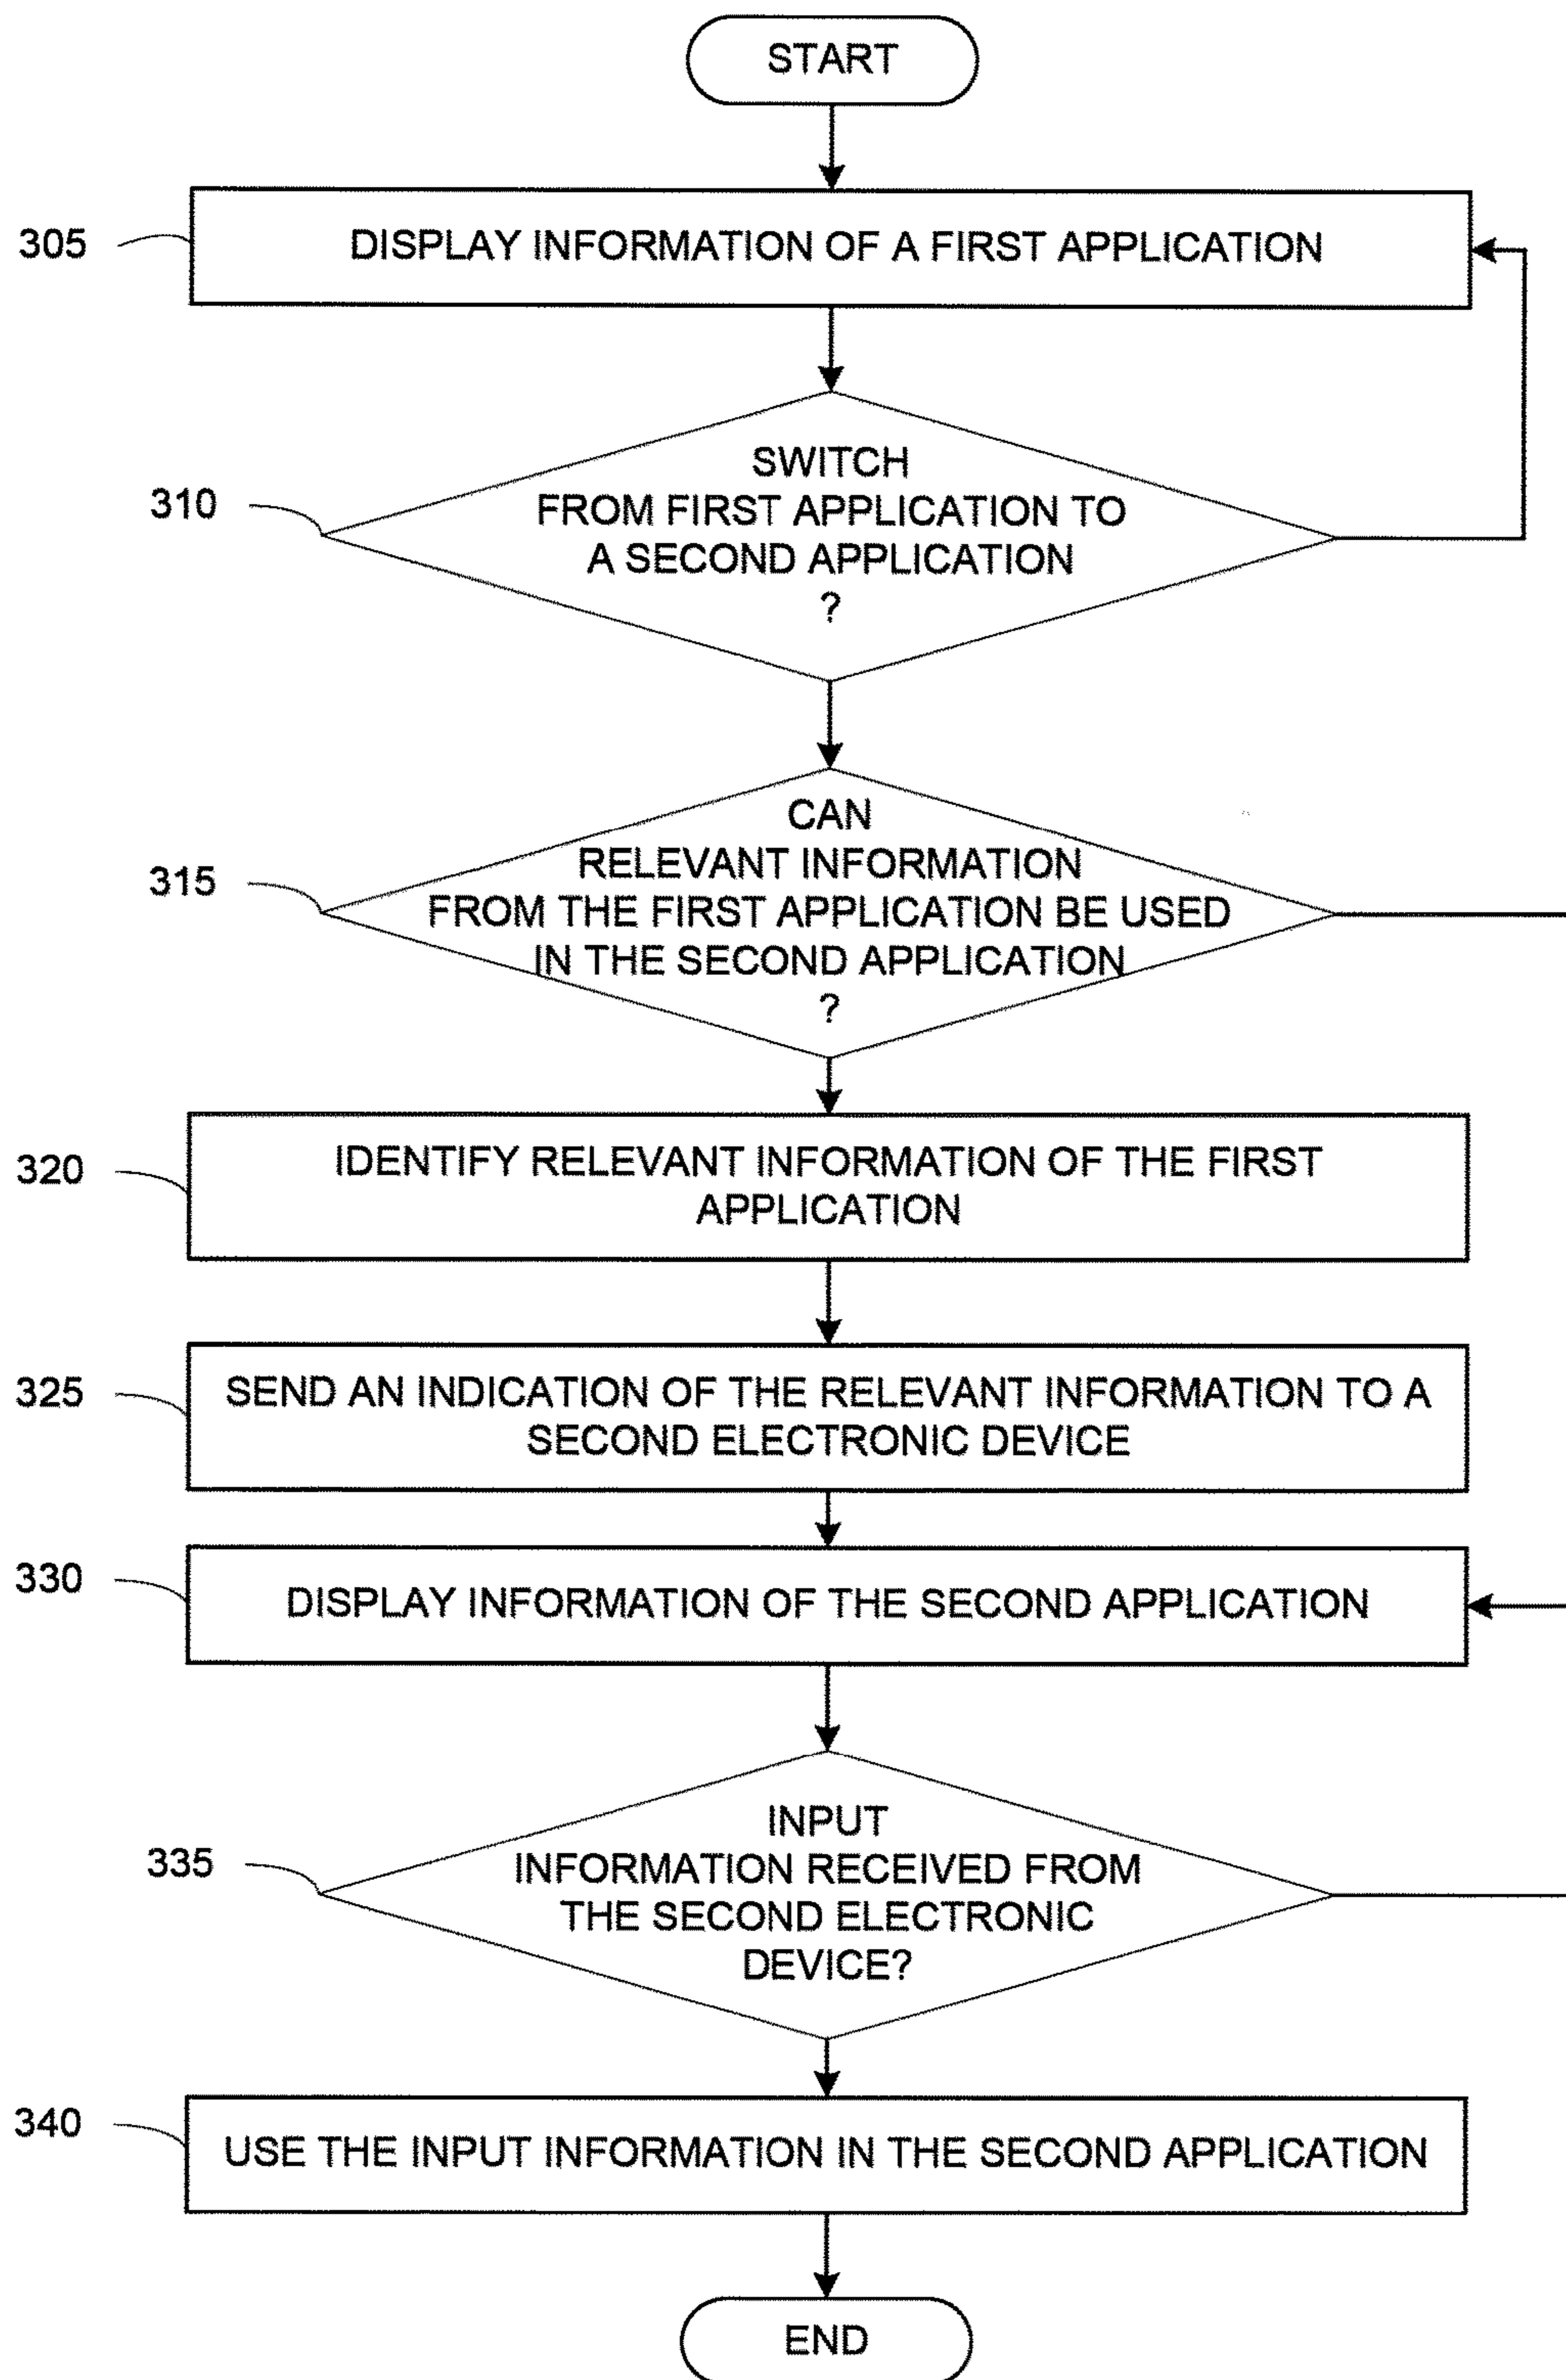 START
305
DISPLAY INFORMATION OF A FIRST APPLICATION
310
SWITCH
FROM FIRST APPLICATION TO
A SECOND APPLICATION
?
315
CAN
RELEVANT INFORMATION
FROM THE FIRST APPLICATION BE USED
IN THE SECOND APPLICATION
?
320
IDENTIFY RELEVANT INFORMATION OF THE FIRST
APPLICATION
325
SEND AN INDICATION OF THE RELEVANT INFORMATION TO A
SECOND ELECTRONIC DEVICE
330
DISPLAY INFORMATION OF THE SECOND APPLICATION
335
INPUT
INFORMATION RECEIVED FROM
THE SECOND ELECTRONIC
DEVICE?
340
USE THE INPUT INFORMATION IN THE SECOND APPLICATION
END